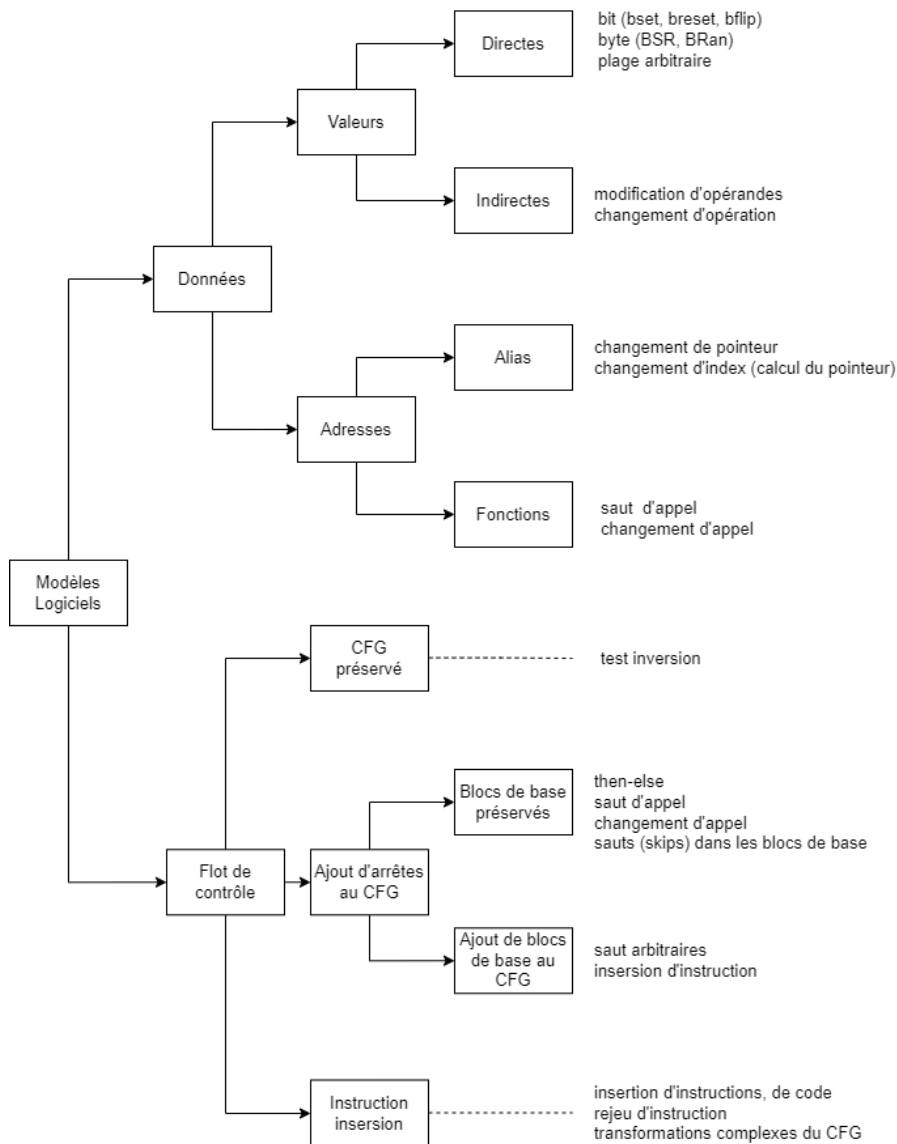 bit (bset, breset, bflip)
Directes
byte (BSR, BRan)
plage arbitraire
Valeurs
Indirectes
modification d'opérandes
changement d'opération
Données
Alias
changement de pointeur
changement d'index (calcul du pointeur)
Adresses
Fonctions
saut d'appel
changement d'appel
Modèles
Logiciels
CFG
préservé
test inversion
Blocs de base
préservés
then-else
saut d'appel
changement d'appel
sauts (skips) dans les blocs de base
Flot de
contrôle
Ajout d'arrêtes
au CFG
Ajout de blocs
de base au
CFG
saut arbitraires
insersion d'instruction
Instruction
insersion
insertion d'instructions, de code
rejeu d'instruction
transformations complexes du CFG